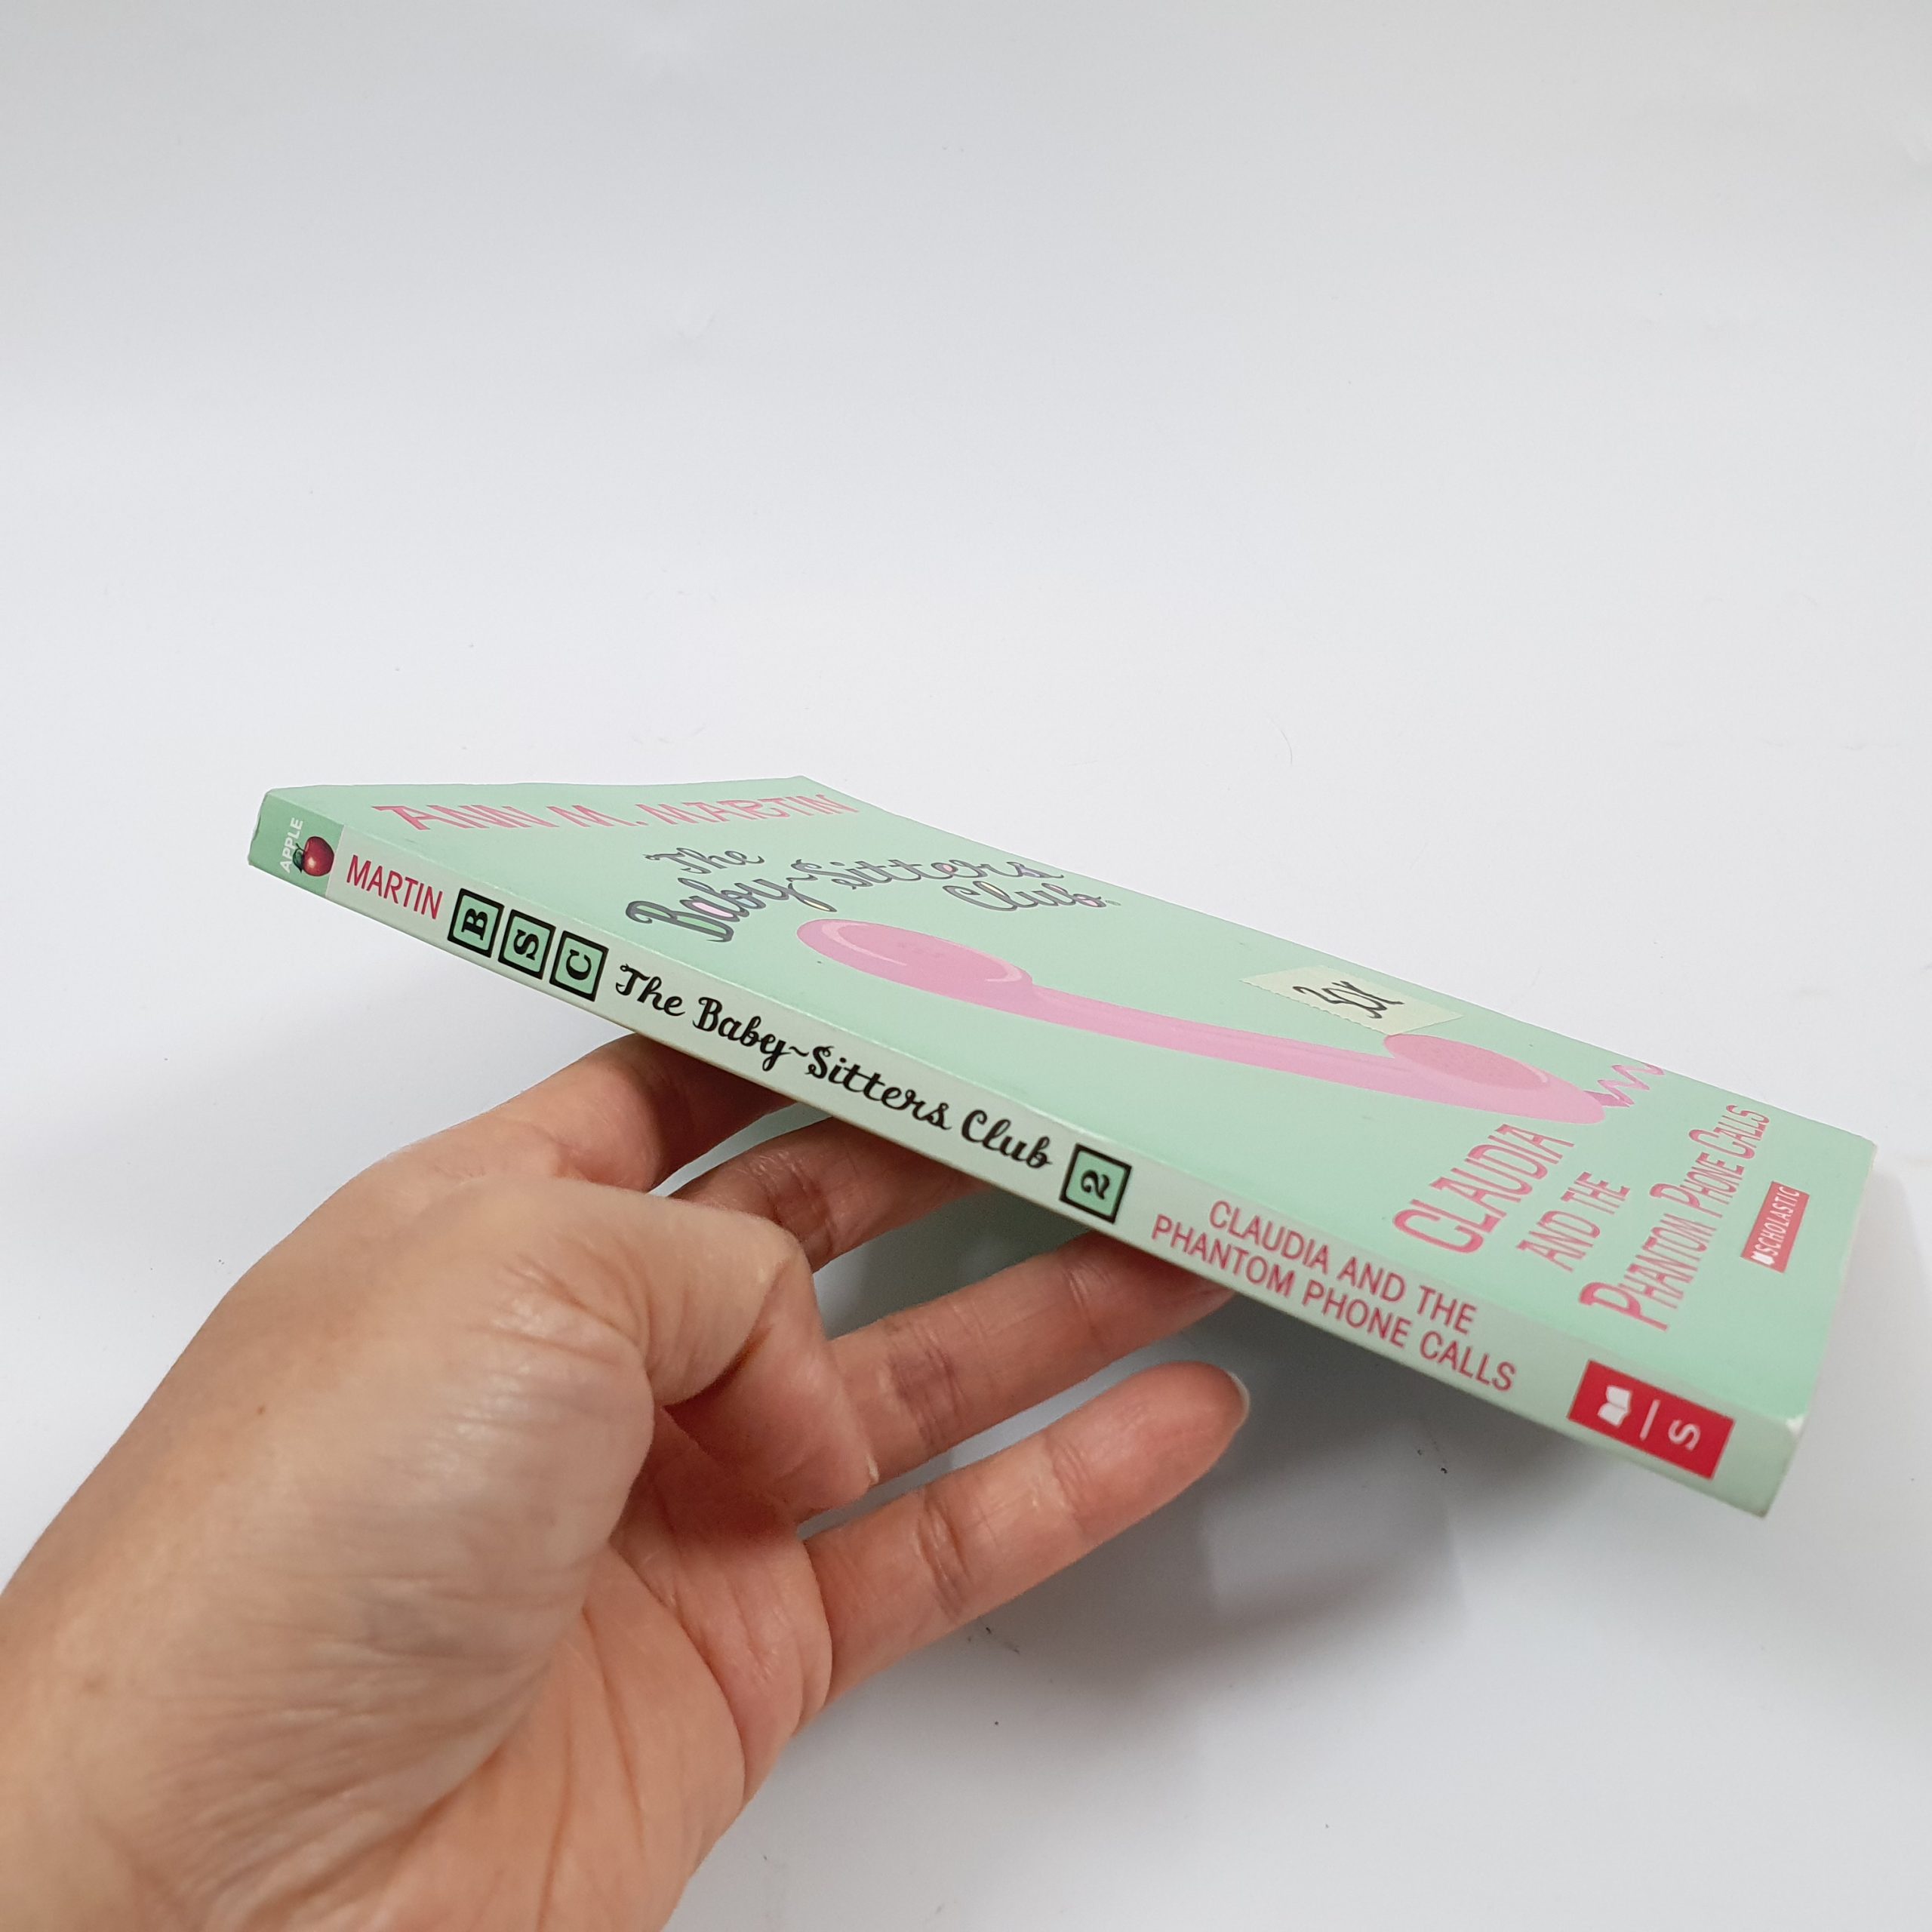 ANN M. MARTIN
The
Baby~Sitters
Club
CLAUDIA
AND THE
PHANTOM PHONE CALLS
SCHOLASTIC
APPLE
MARTIN
B S C
The Baby~Sitters Club
2
CLAUDIA AND THE
PHANTOM PHONE CALLS
S